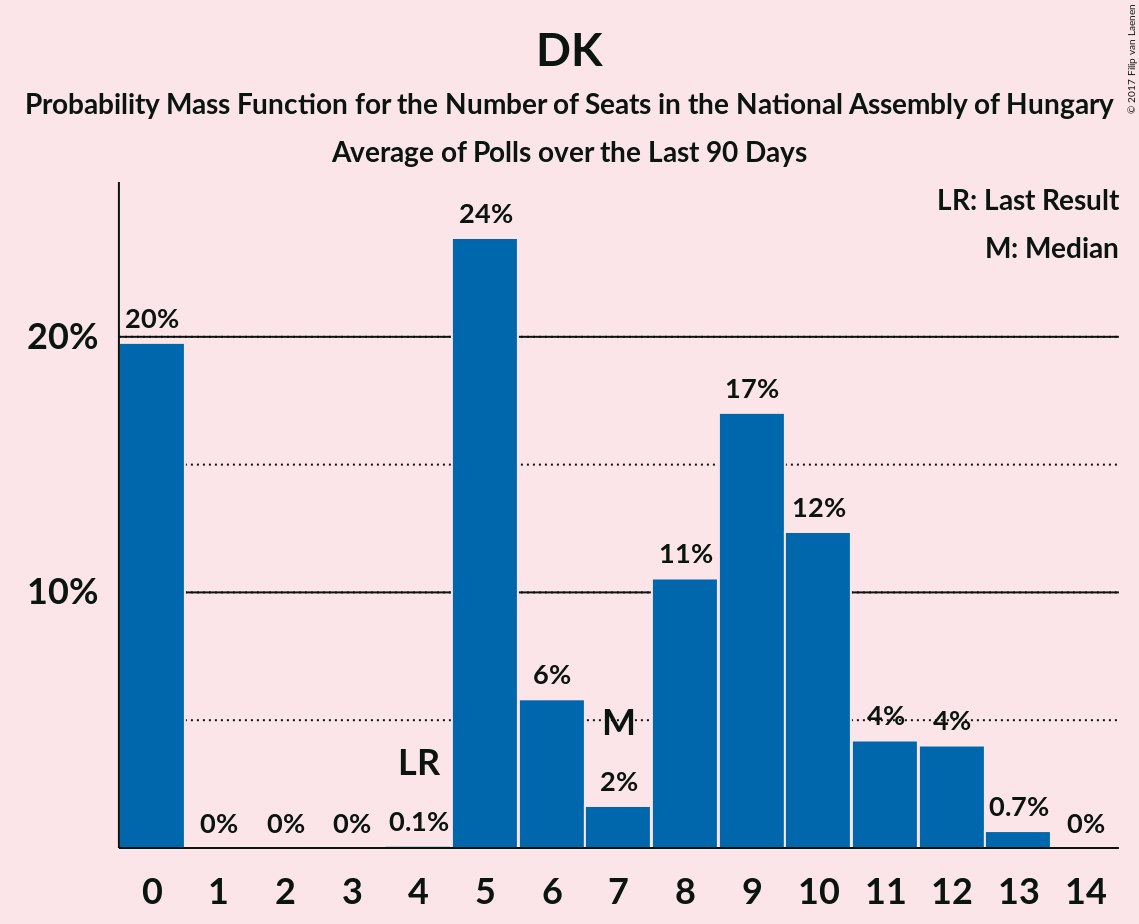 DK
Probability Mass Function for the Number of Seats in the National Assembly of Hungary
Average of Polls over the Last 90 Days
© 2017 Filip van Laenen
LR: Last Result
M: Median
24%
20%
20%
17%
12%
11%
10%
6%
M
4%
4%
LR
2%
0.7%
0%
0%
0%
0.1%
0%
0 1 2 3 4 5 6 7 8 9 10 11 12 13 14